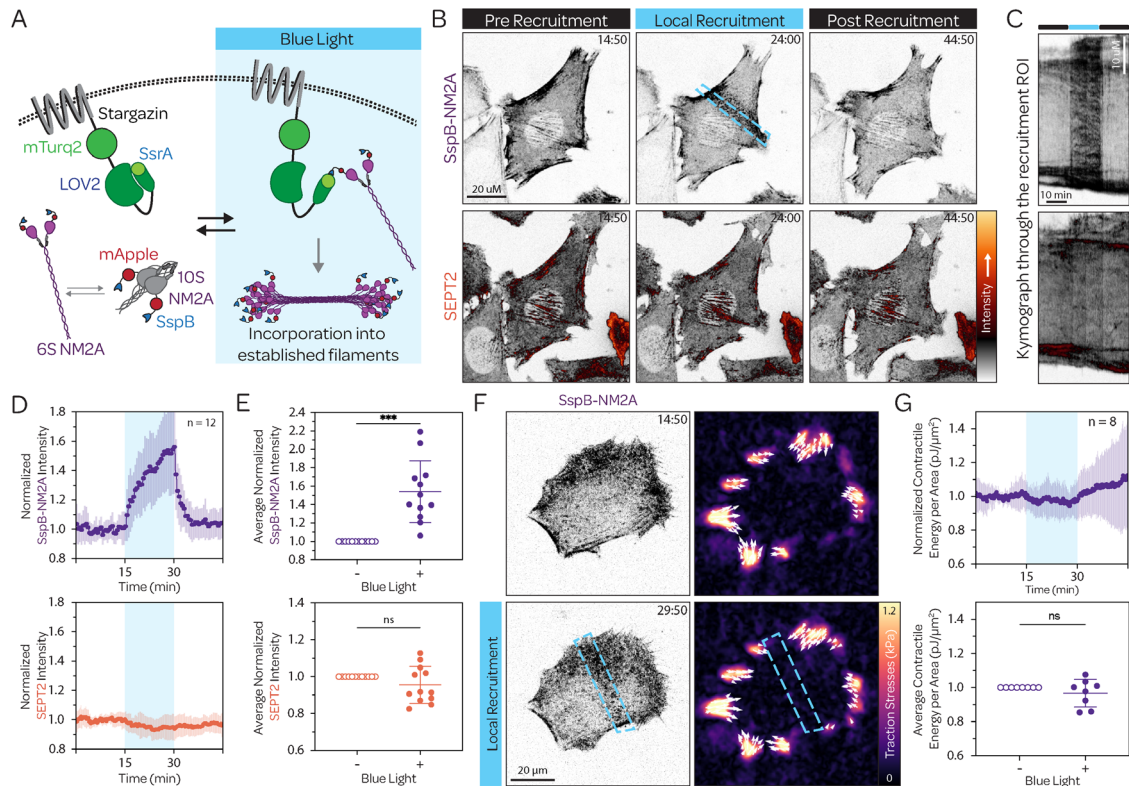 A
Blue Light
Stargazin
mTurq2
SsrA
LOV2
mApple
10S
NM2A
SspB
6S NM2A
Incorporation into
established filaments
B
Pre Recruitment
Local Recruitment
Post Recruitment
SspB-NM2A
14:50
24:00
44:50
20 uM
SEPT2
14:50
24:00
44:50
Intensity
C
Kymograph through the recruitment ROI
10 uM
10 min
D
Normalized
SspB-NM2A Intensity
1.8
1.6
1.4
1.2
1.0
0.8
n = 12
15
30
Time (min)
Normalized
SEPT2 Intensity
1.8
1.6
1.4
1.2
1.0
0.8
15
30
Time (min)
E
Average Normalized
SspB-NM2A Intensity
2.4
2.2
2.0
1.8
1.6
1.4
1.2
1.0
0.8
***
-
+
Blue Light
Average Normalized
SEPT2 Intensity
1.4
1.2
1.0
0.8
0.6
ns
-
+
Blue Light
F
SspB-NM2A
14:50
Local Recruitment
29:50
20 µm
1.2
Traction Stresses (kPa)
0
G
Normalized Contractile
Energy per Area (pJ/µm²)
1.4
1.2
1.0
0.8
0.6
n = 8
15
30
Time (min)
Average Contractile
Energy per Area (pJ/µm²)
1.4
1.2
1.0
0.8
0.6
ns
-
+
Blue Light